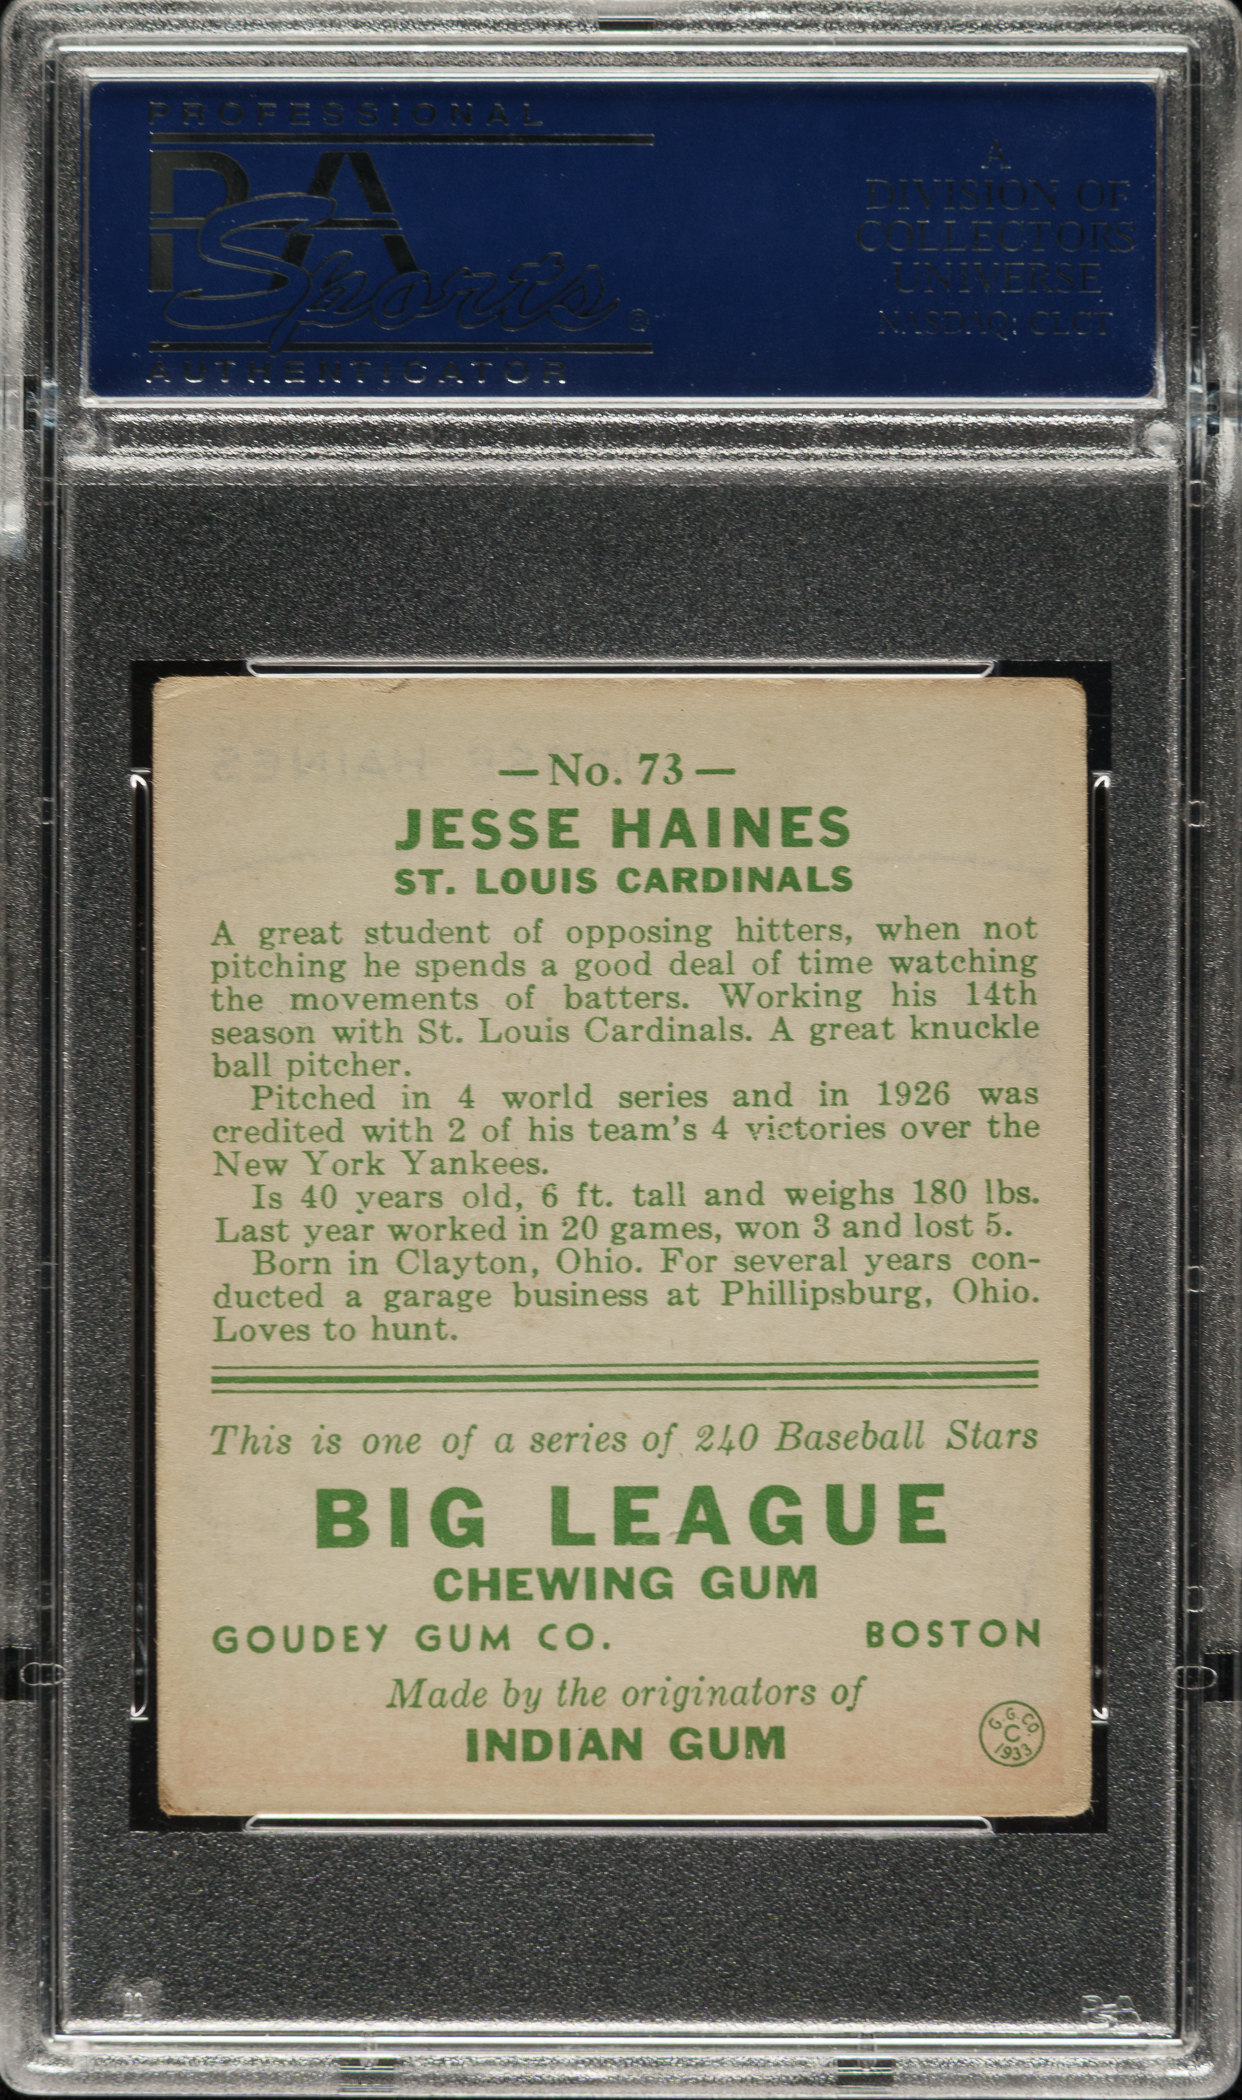 PROFESSIONAL
PSA
Sports ®
AUTHENTICATOR
A
DIVISION OF
COLLECTORS
UNIVERSE
NASDAQ: CLCT
—No. 73—
JESSE HAINES
ST. LOUIS CARDINALS
A great student of opposing hitters, when not
pitching he spends a good deal of time watching
the movements of batters. Working his 14th
season with St. Louis Cardinals. A great knuckle
ball pitcher.
Pitched in 4 world series and in 1926 was
credited with 2 of his team's 4 victories over the
New York Yankees.
Is 40 years old, 6 ft. tall and weighs 180 lbs.
Last year worked in 20 games, won 3 and lost 5.
Born in Clayton, Ohio. For several years con-
ducted a garage business at Phillipsburg, Ohio.
Loves to hunt.
This is one of a series of 240 Baseball Stars
BIG LEAGUE
CHEWING GUM
GOUDEY GUM CO. BOSTON
Made by the originators of
INDIAN GUM
G. G. CO.
C
1933
PSA